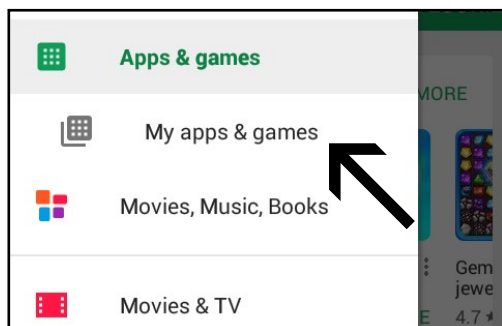 Apps & games
MORE
My apps & games
Movies, Music, Books
Gem
jewe
Movies & TV
4.7